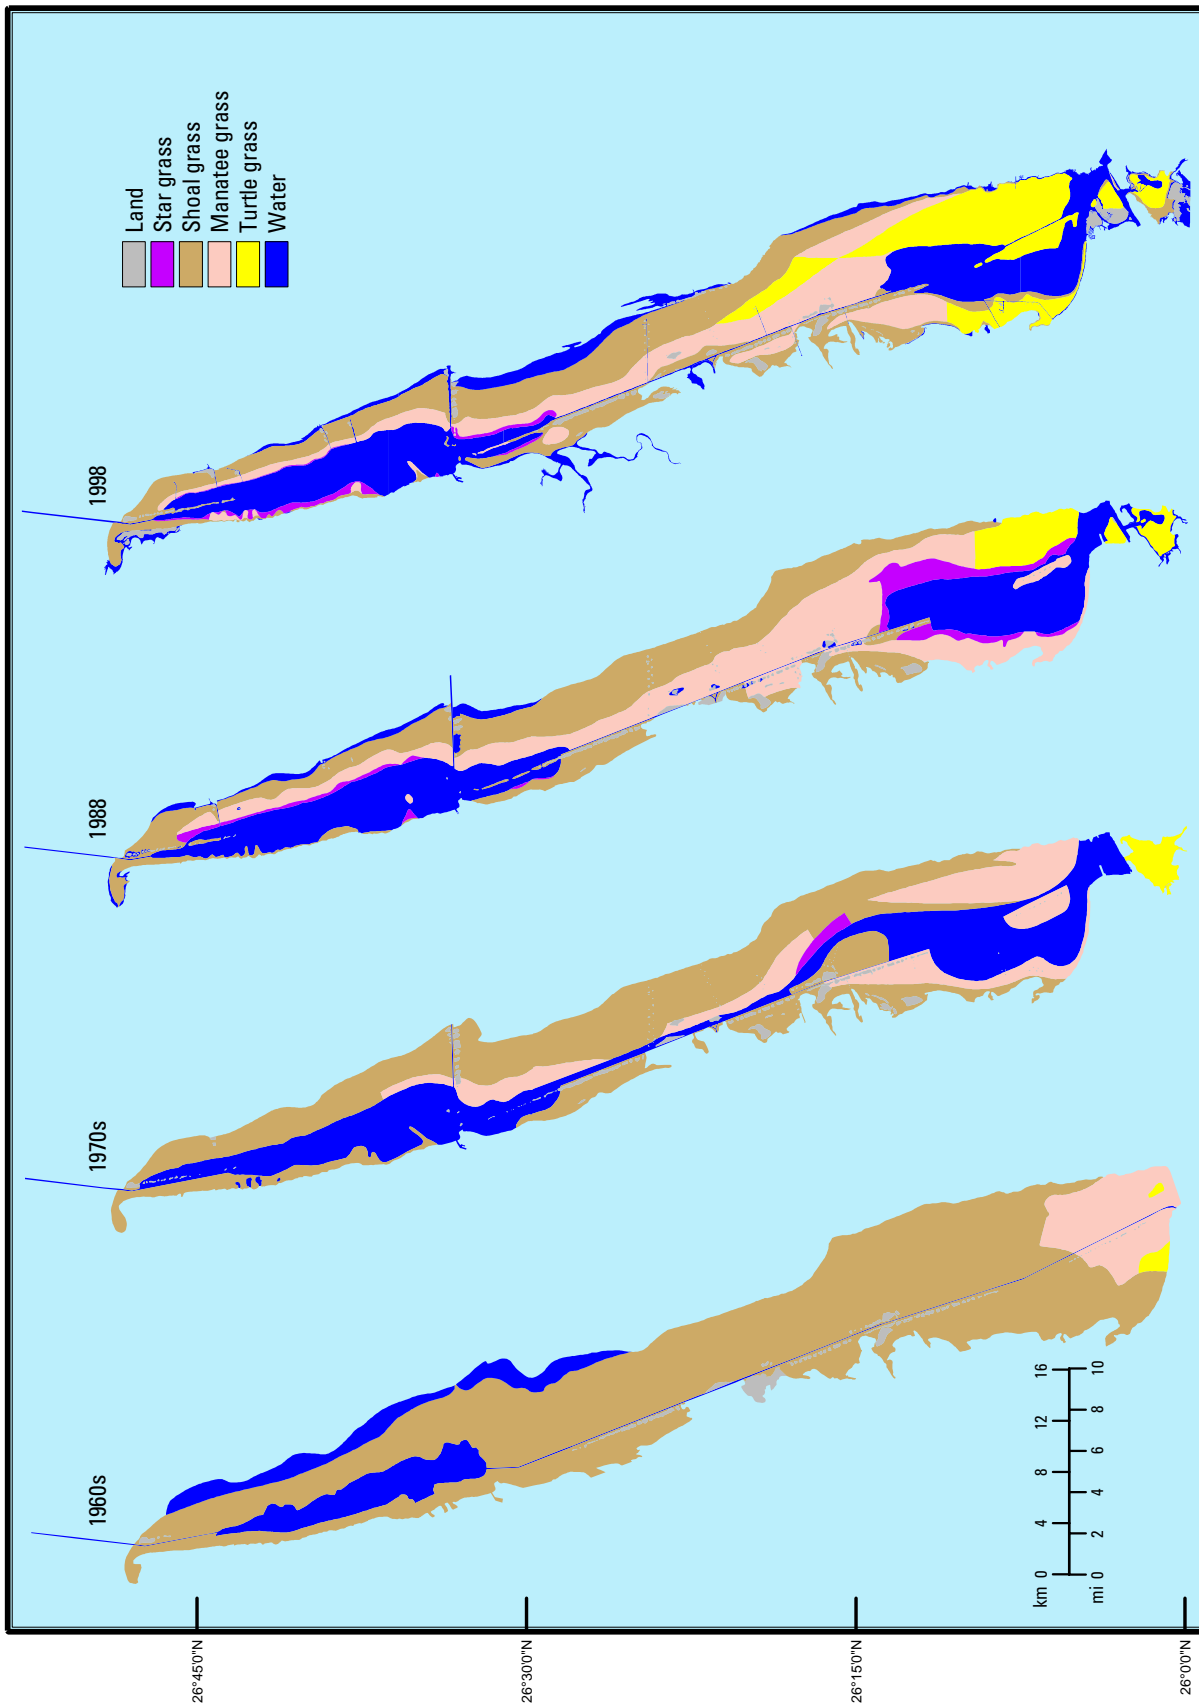 1960s
1970s
1988
1998
Land
Star grass
Shoal grass
Manatee grass
Turtle grass
Water
26°45'0"N
26°30'0"N
26°15'0"N
26°0'0"N
km 0 4 8 12 16
mi 0 2 4 6 8 10